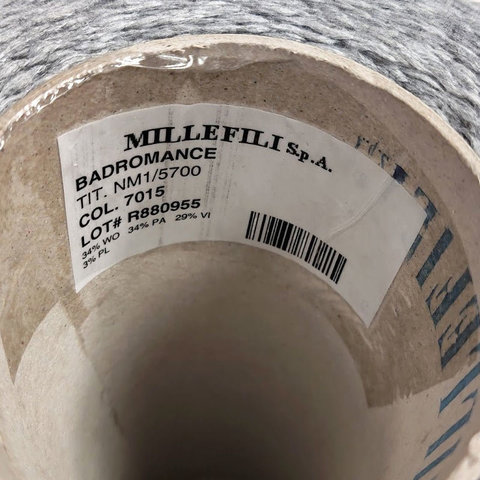 MILLEFILI S.p.A.
BADROMANCE
TIT. NM1/5700
COL. 7015
LOT# R880955
34% WO 34% PA 29% VI
3% PL